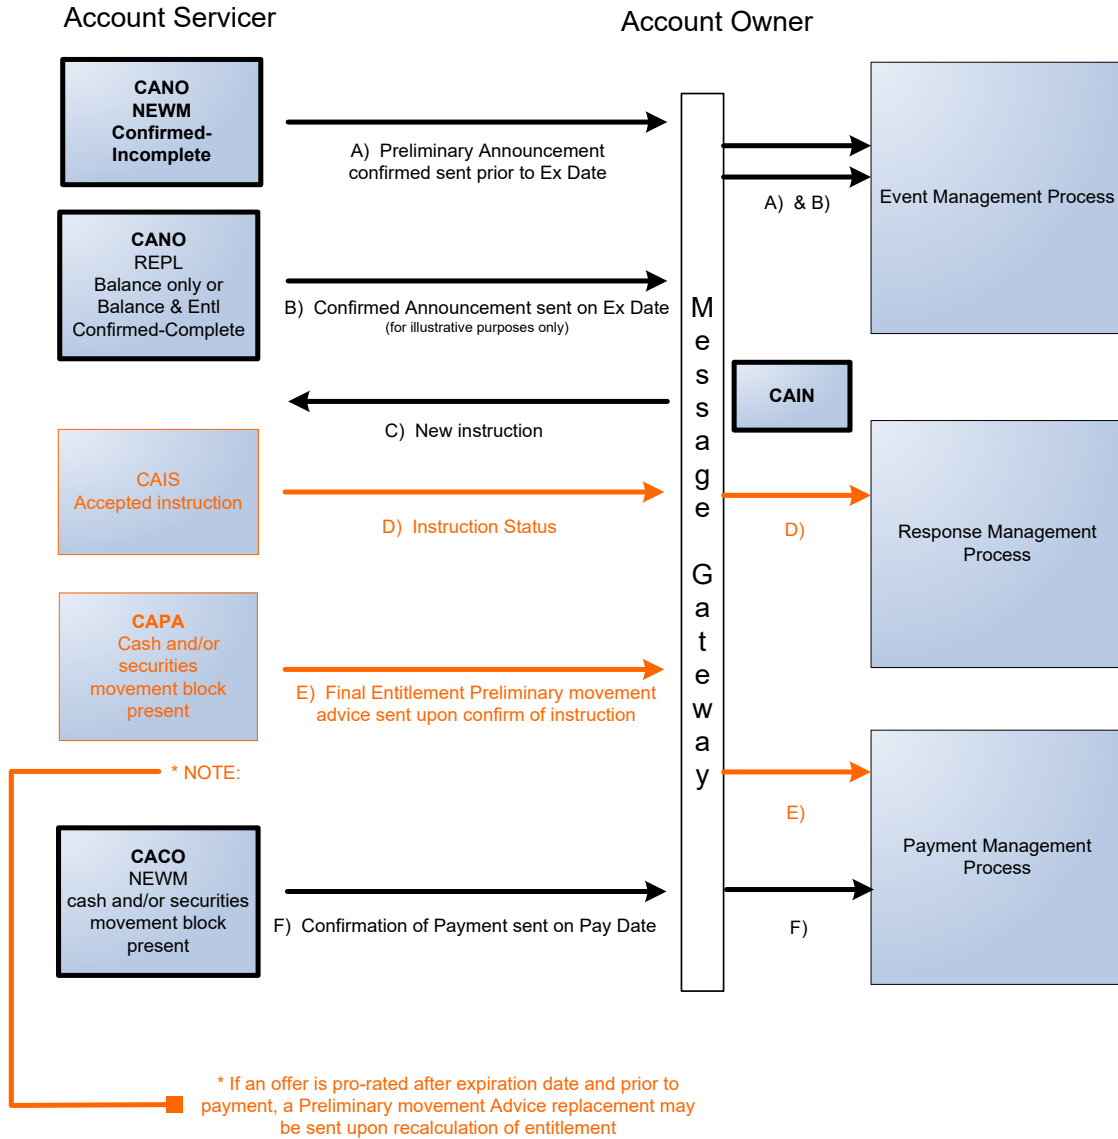 Account Servicer
Account Owner
CANO
NEWM
Confirmed-
Incomplete
A) Preliminary Announcement
confirmed sent prior to Ex Date
A) & B)
Event Management Process
CANO
REPL
Balance only or
Balance & Entl
Confirmed-Complete
B) Confirmed Announcement sent on Ex Date
(for illustrative purposes only)
Message Gateway
CAIN
C) New instruction
CAIS
Accepted instruction
D) Instruction Status
D)
Response Management
Process
CAPA
Cash and/or
securities
movement block
present
E) Final Entitlement Preliminary movement
advice sent upon confirm of instruction
* NOTE:
E)
Payment Management
Process
CACO
NEWM
cash and/or securities
movement block
present
F) Confirmation of Payment sent on Pay Date
F)
* If an offer is pro-rated after expiration date and prior to
payment, a Preliminary movement Advice replacement may
be sent upon recalculation of entitlement